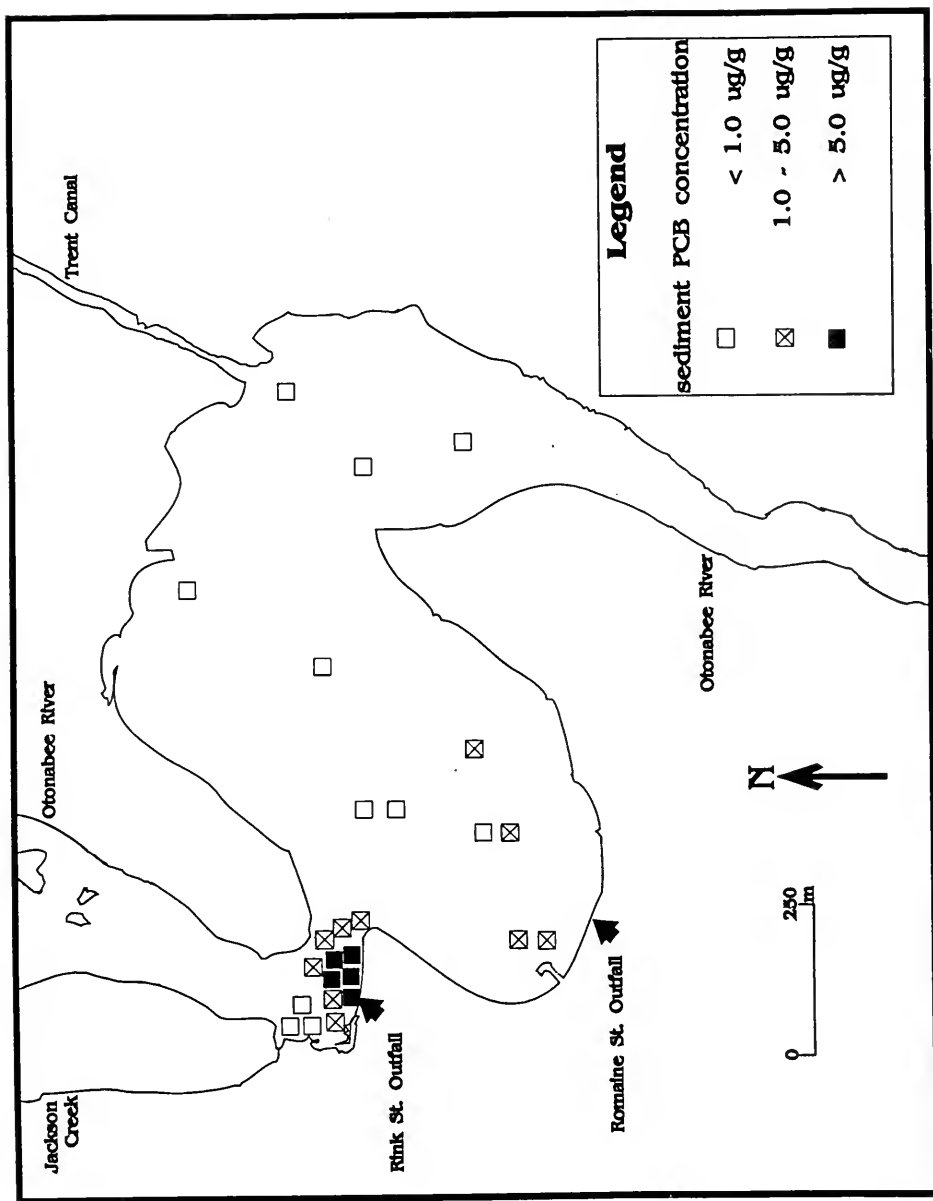 Jackson
Creek
Otonabee River
Trent Canal
Rink St. Outfall
Romaine St. Outfall
Otonabee River
N
0
250
m
Legend
sediment PCB concentration
< 1.0 ug/g
1.0 - 5.0 ug/g
> 5.0 ug/g